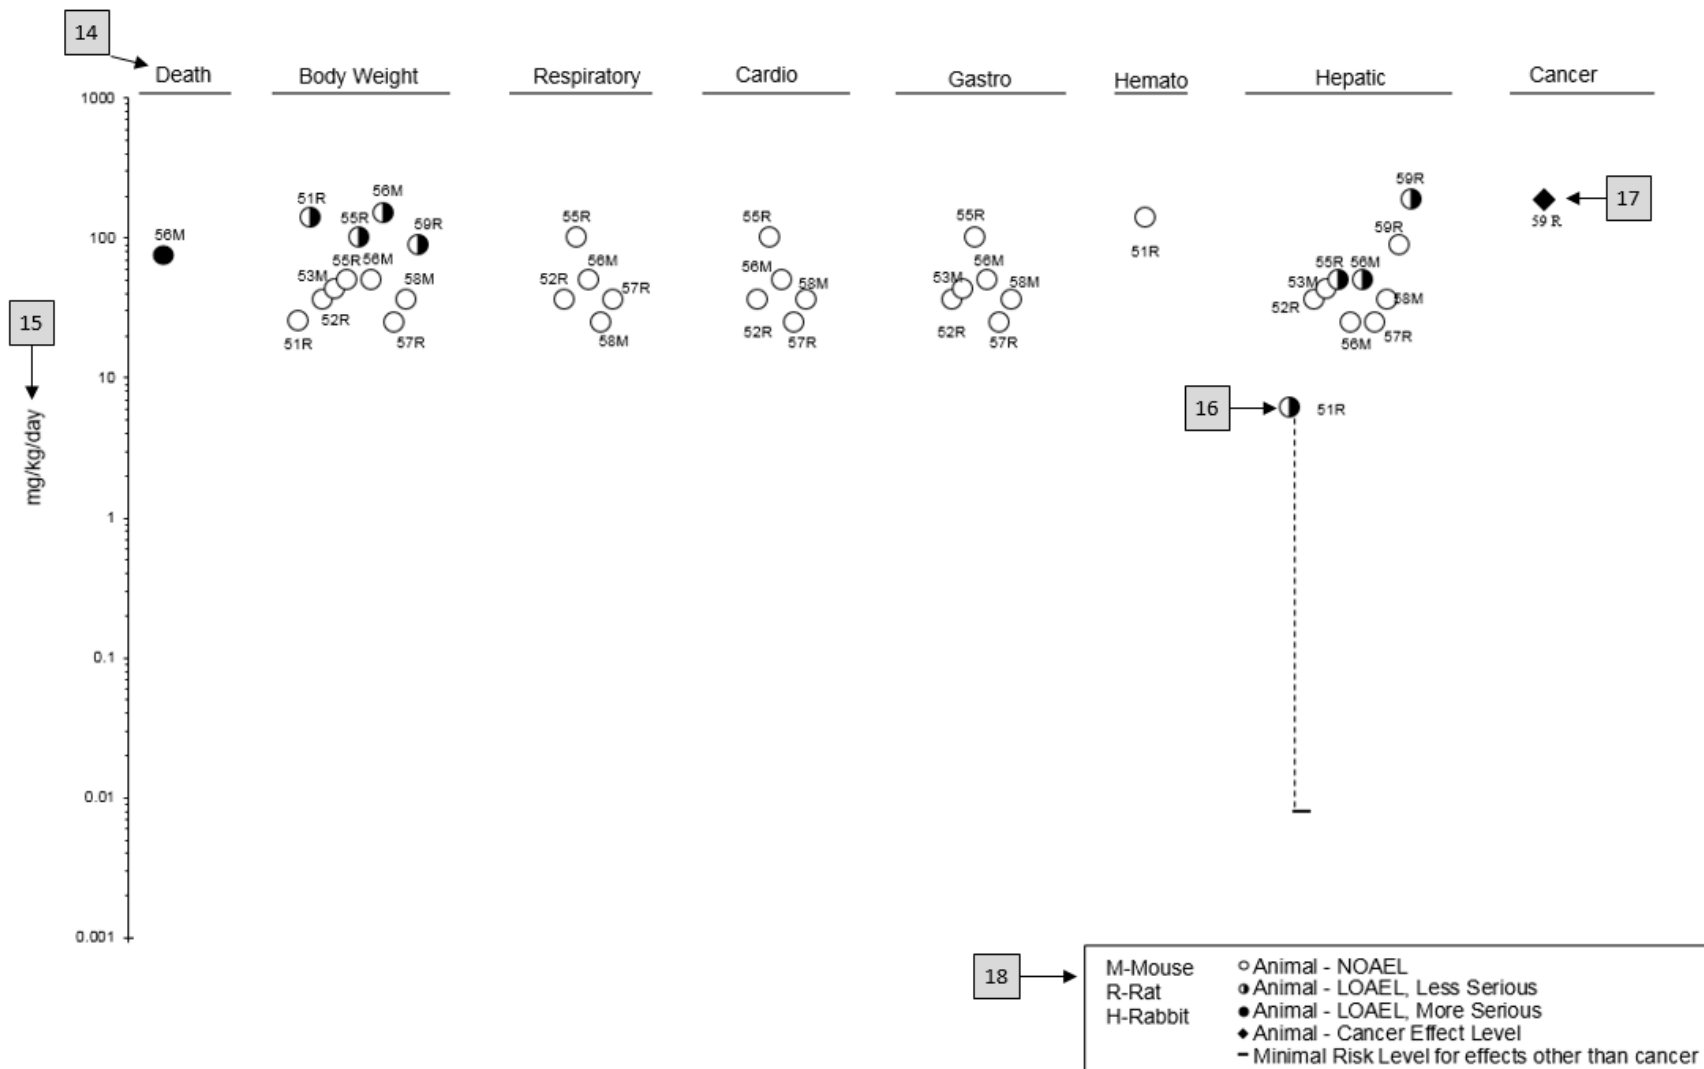 14
Death
Body Weight
Respiratory
Cardio
Gastro
Hemato
Hepatic
Cancer
1000
59R
17
51R
56M
59 R
55R
59R
55R
55R
55R
59R
51R
56M
100
55R
56M
53M
58M
56M
52R
57R
56M
58M
56M
53M
58M
55R
56M
53M
58M
52R
15
52R
51R
57R
58M
52R
57R
52R
57R
56M
57R
10
16
51R
mg/kg/day
1
0.1
0.01
0.001
18
M-Mouse
R-Rat
H-Rabbit
Animal - NOAEL
Animal - LOAEL, Less Serious
Animal - LOAEL, More Serious
Animal - Cancer Effect Level
Minimal Risk Level for effects other than cancer